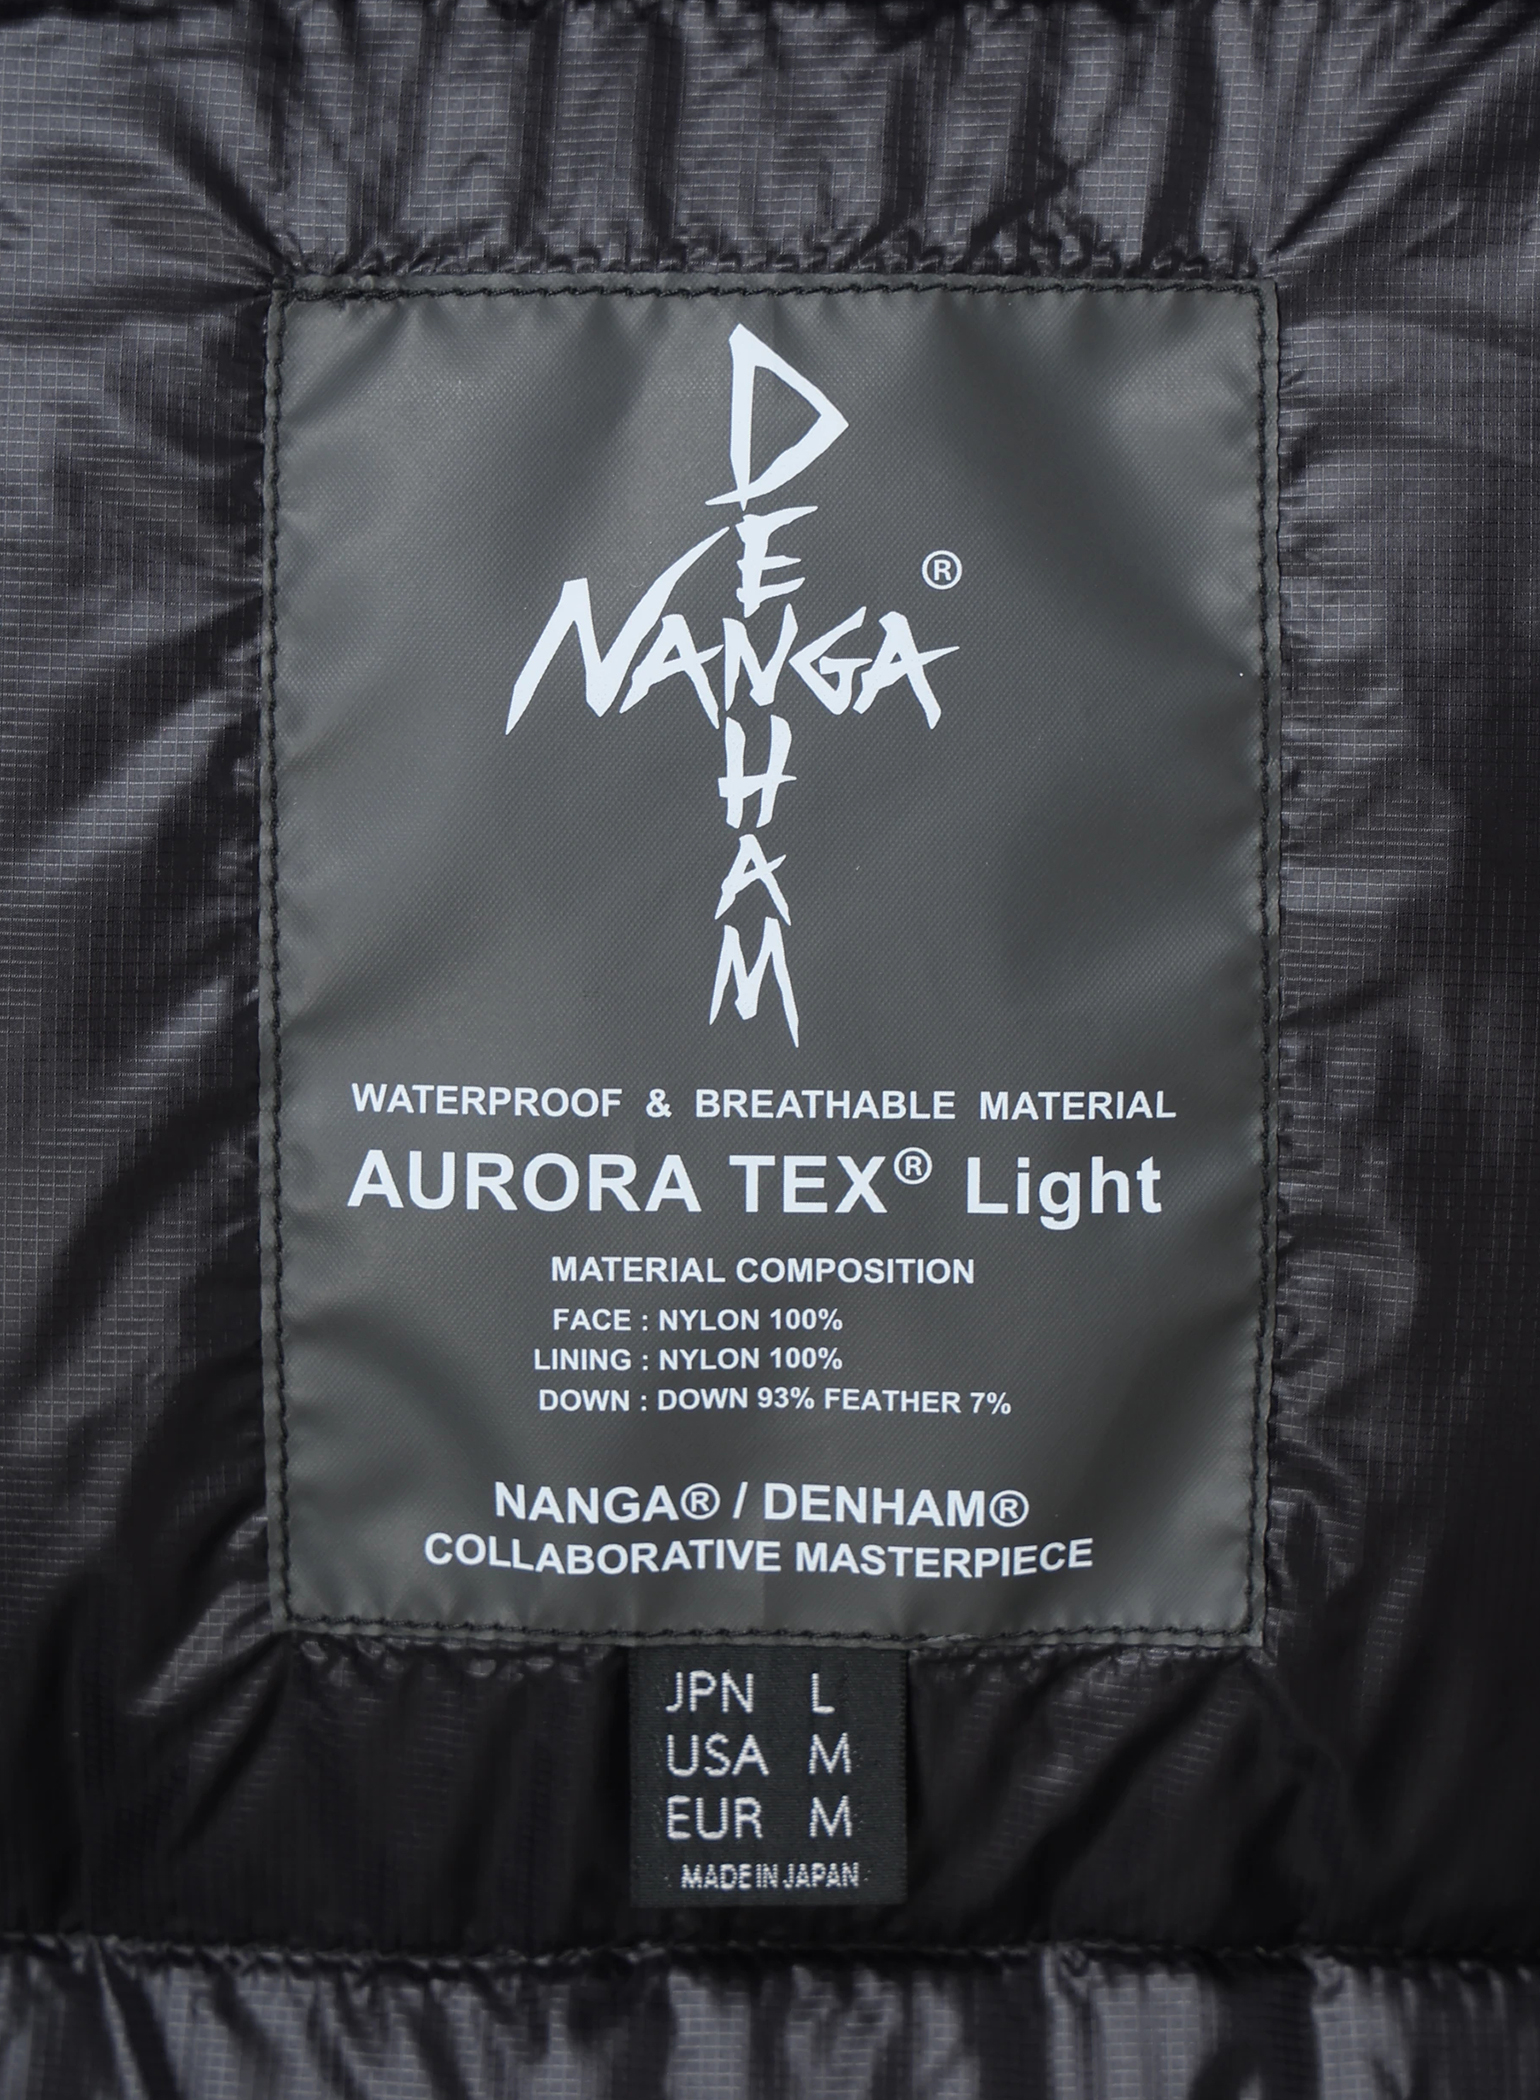 DENHAM
NANGA®
WATERPROOF & BREATHABLE MATERIAL
AURORA TEX® Light
MATERIAL COMPOSITION
FACE : NYLON 100%
LINING : NYLON 100%
DOWN : DOWN 93% FEATHER 7%
NANGA® / DENHAM®
COLLABORATIVE MASTERPIECE
JPN L
USA M
EUR M
MADE IN JAPAN